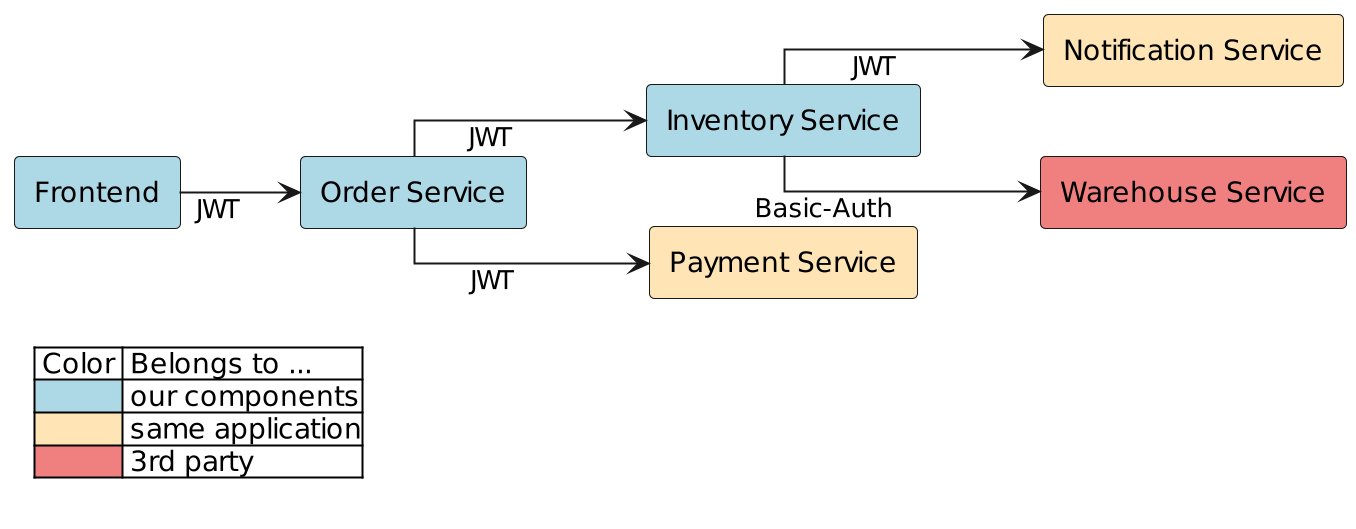 Notification Service
JWT
Inventory Service
JWT
Frontend
JWT
Order Service
Warehouse Service
Basic-Auth
Payment Service
JWT
Color Belongs to ...
our components
same application
3rd party